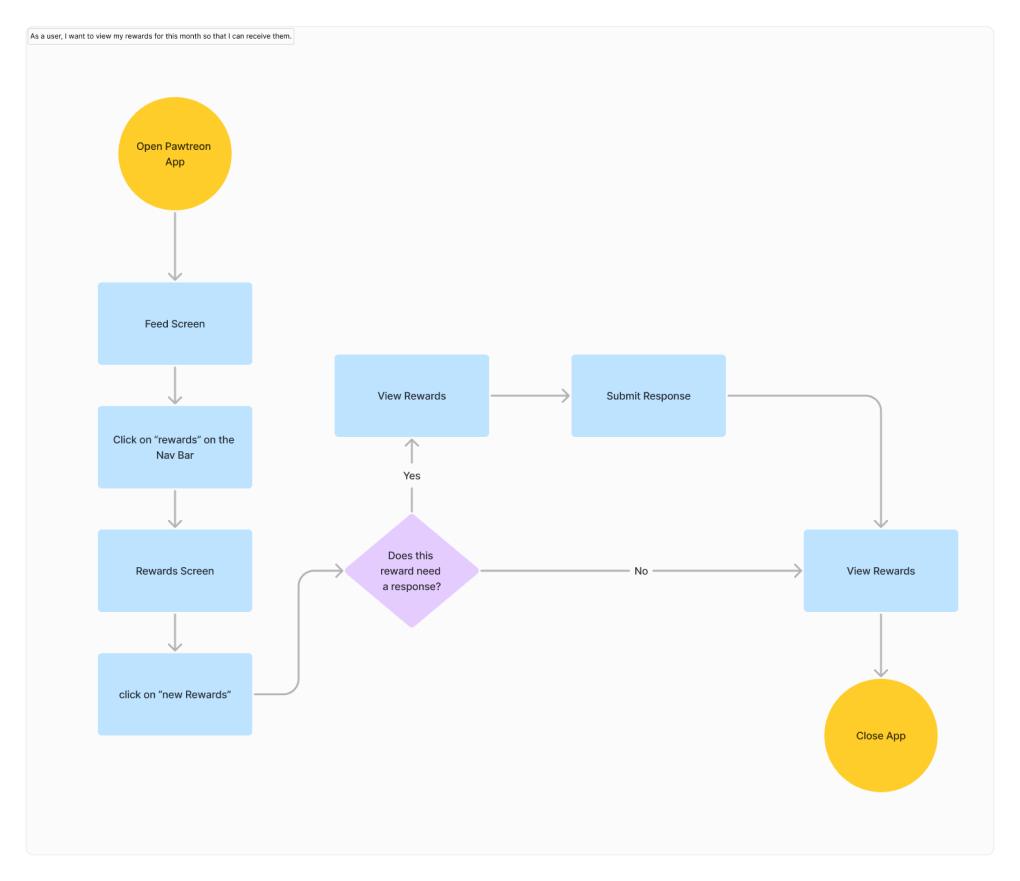 As a user, I want to view my rewards for this month so that I can receive them.
Open Pawtreon
App
Feed Screen
Click on “rewards” on the
Nav Bar
Rewards Screen
click on “new Rewards”
Does this
reward need
a response?
Yes
View Rewards
Submit Response
No
View Rewards
Close App